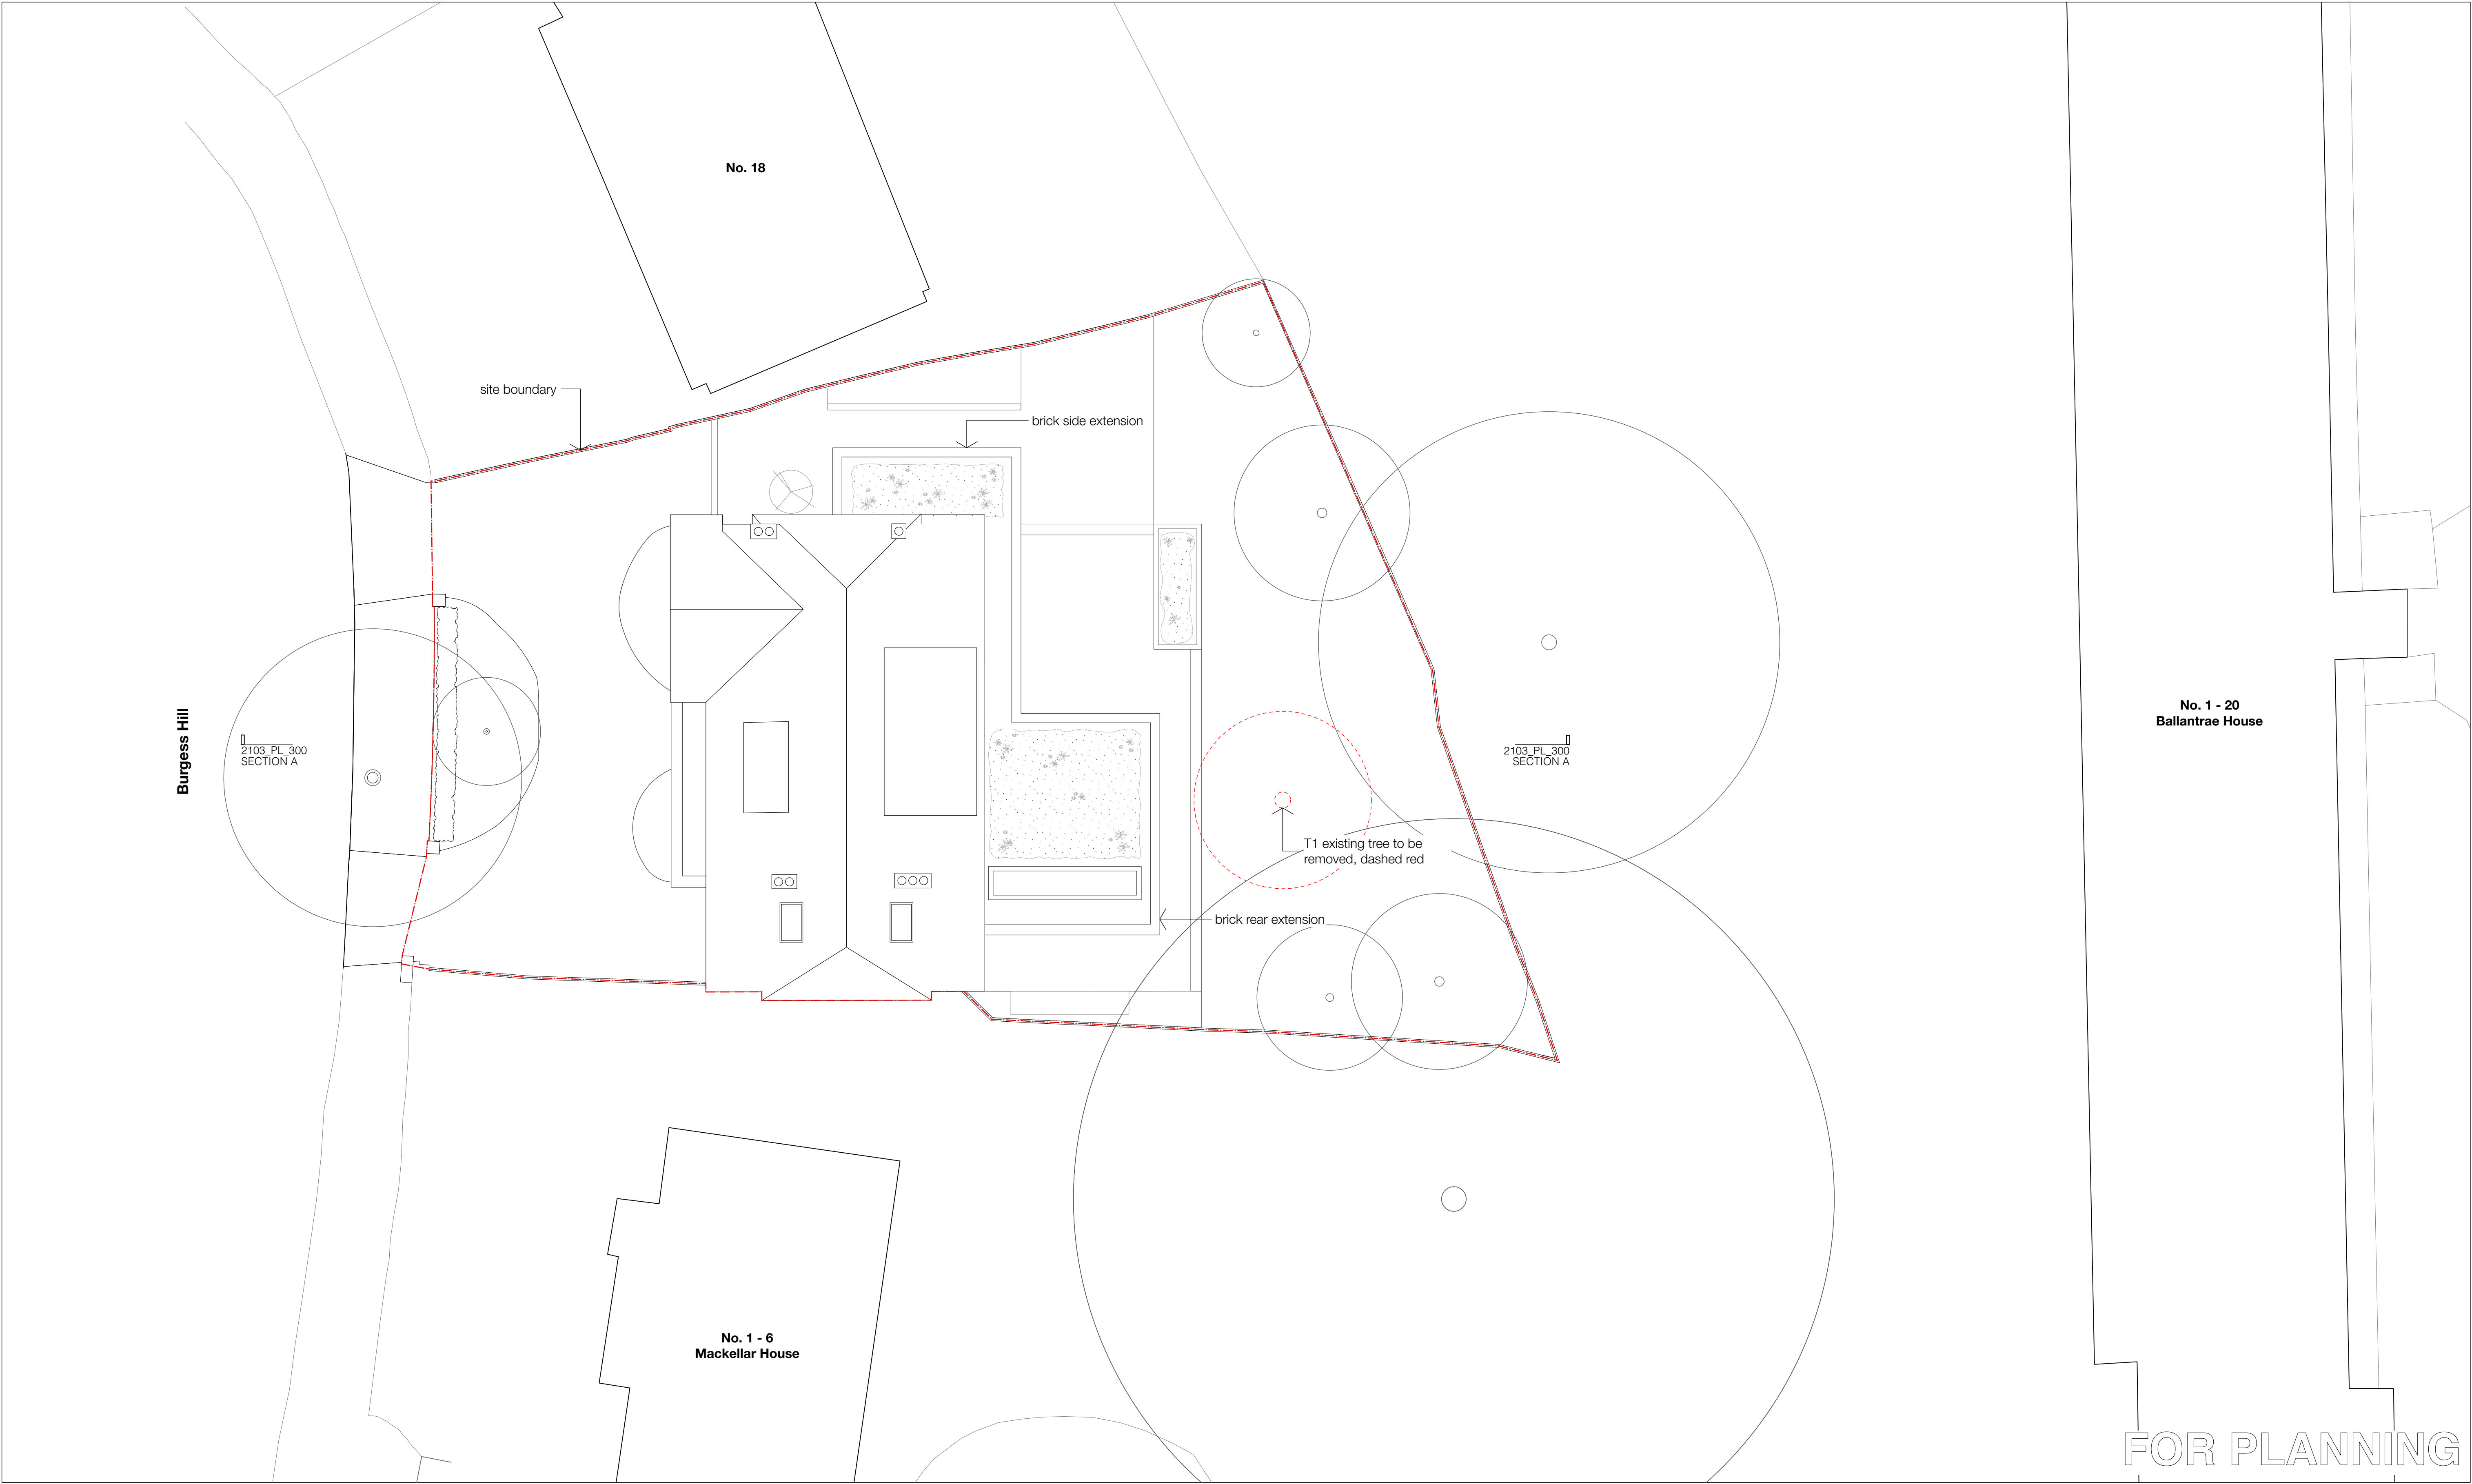 No. 18
site boundary
brick side extension
Burgess Hill
2103_PL_300
SECTION A
2103_PL_300
SECTION A
No. 1 - 20
Ballantrae House
T1 existing tree to be
removed, dashed red
brick rear extension
No. 1 - 6
Mackellar House
FOR PLANNING